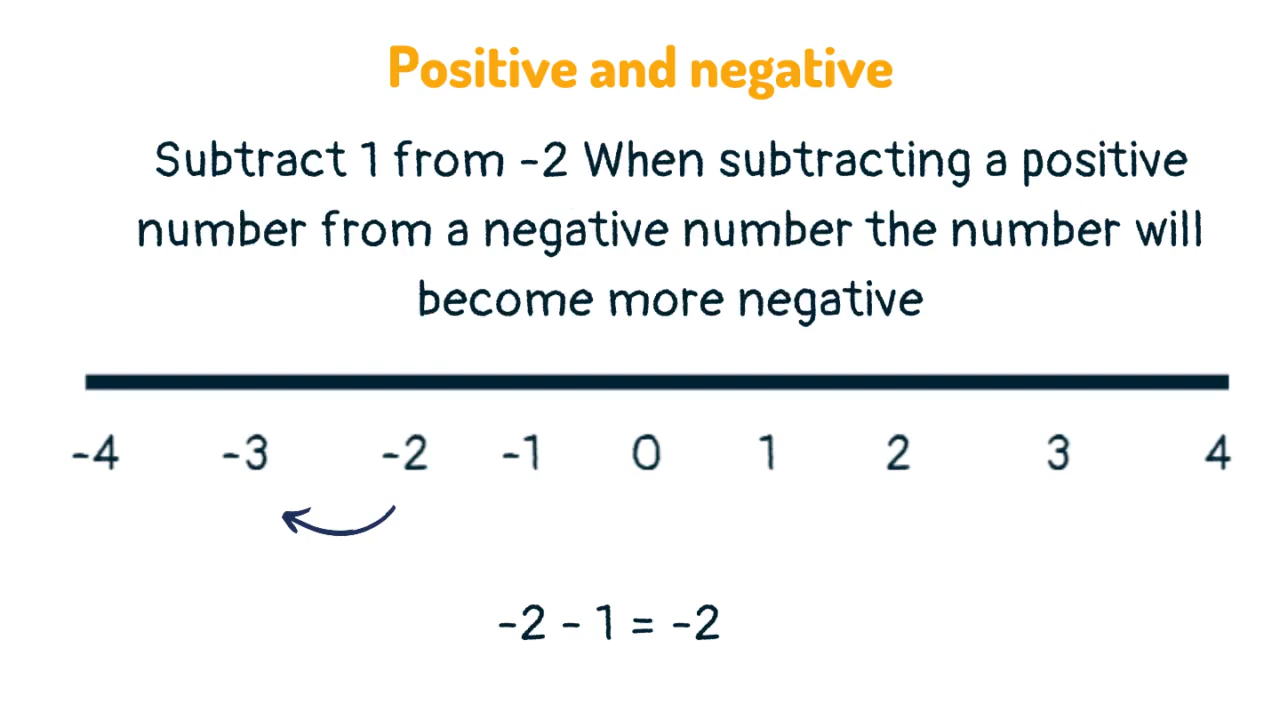 Positive and negative
Subtract 1 from -2 When subtracting a positive
number from a negative number the number will
become more negative
-4 -3 -2 -1 0 1 2 3 4
-2 - 1 = -2